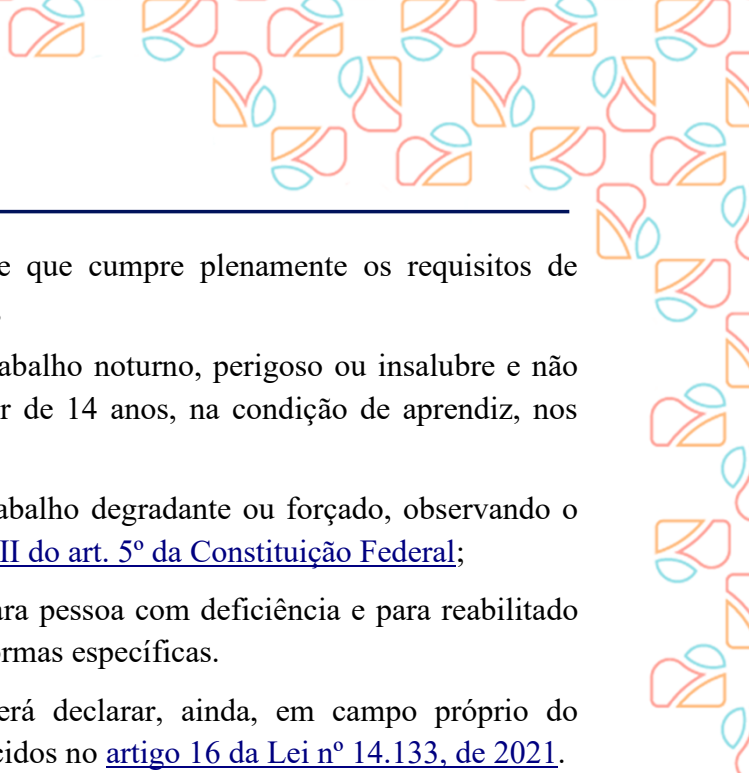 e que cumpre plenamente os requisitos de
abalho noturno, perigoso ou insalubre e não
r de 14 anos, na condição de aprendiz, nos
abalho degradante ou forçado, observando o
II do art. 5º da Constituição Federal;
ara pessoa com deficiência e para reabilitado
ormas específicas.
erá declarar, ainda, em campo próprio do
cidos no artigo 16 da Lei nº 14.133, de 2021.